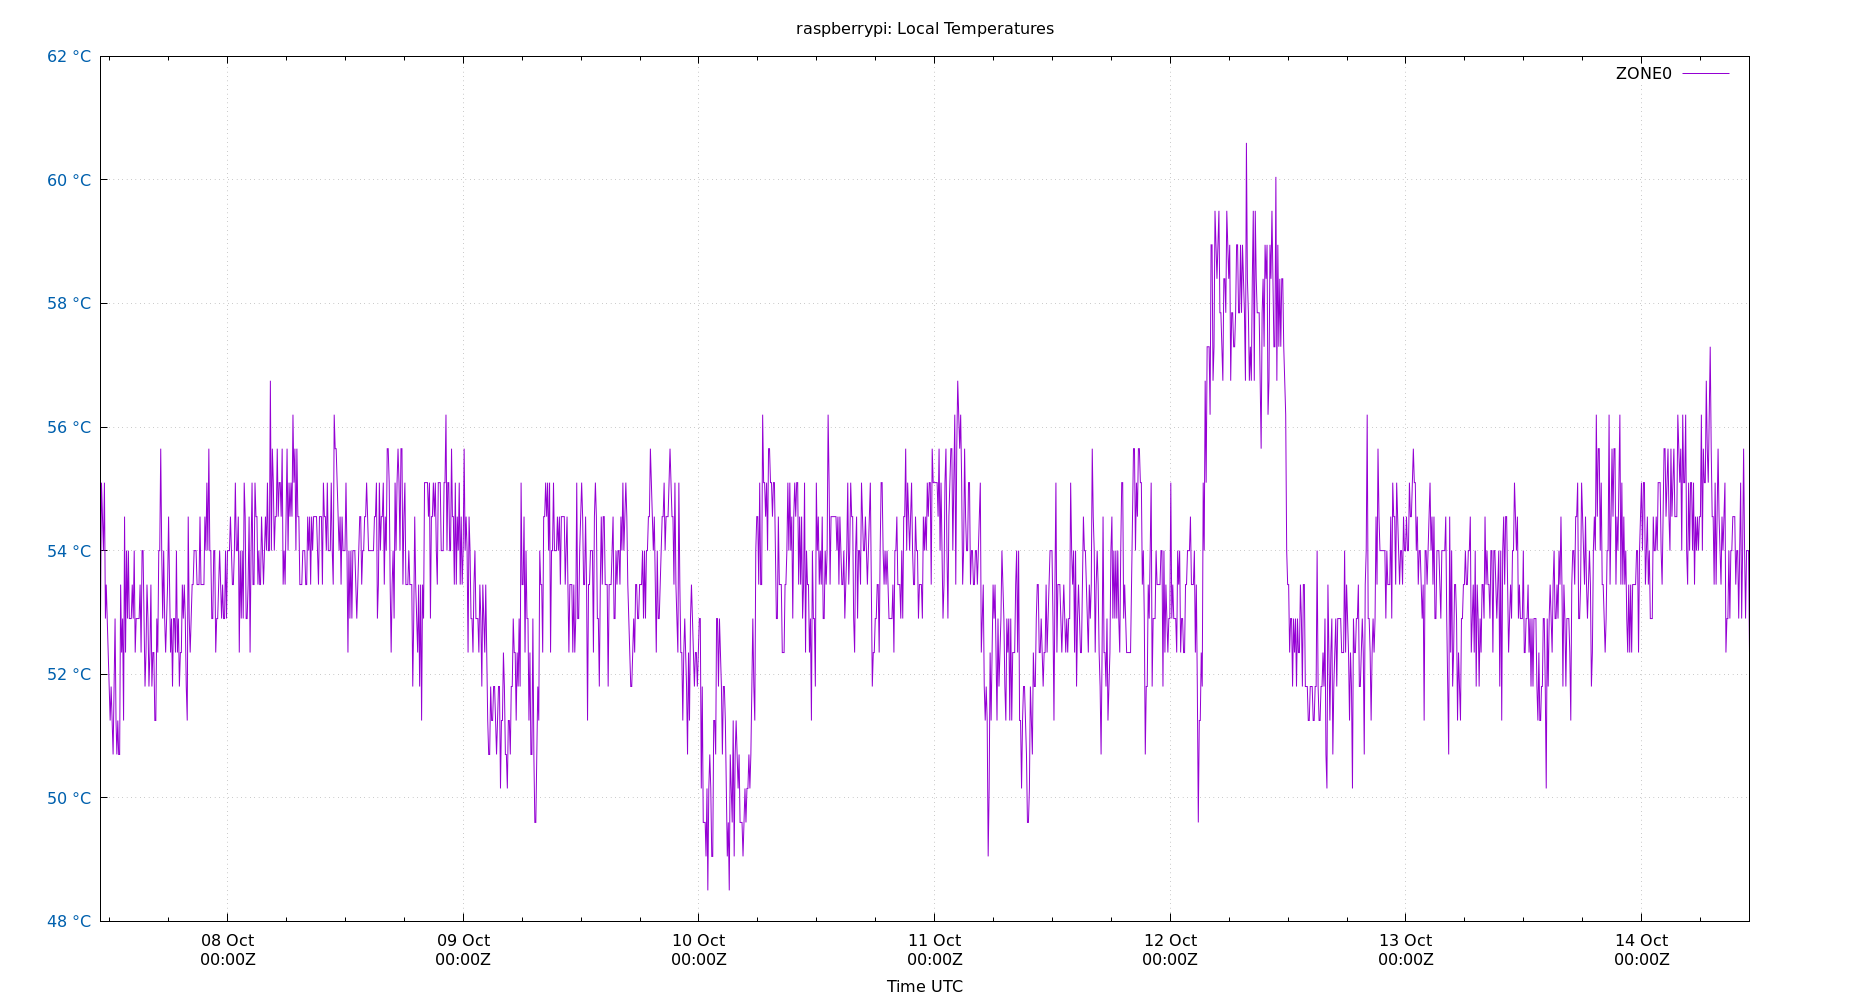 raspberrypi: Local Temperatures
ZONE0
62 °C
60 °C
58 °C
56 °C
54 °C
52 °C
50 °C
48 °C
08 Oct
00:00Z
09 Oct
00:00Z
10 Oct
00:00Z
11 Oct
00:00Z
12 Oct
00:00Z
13 Oct
00:00Z
14 Oct
00:00Z
Time UTC